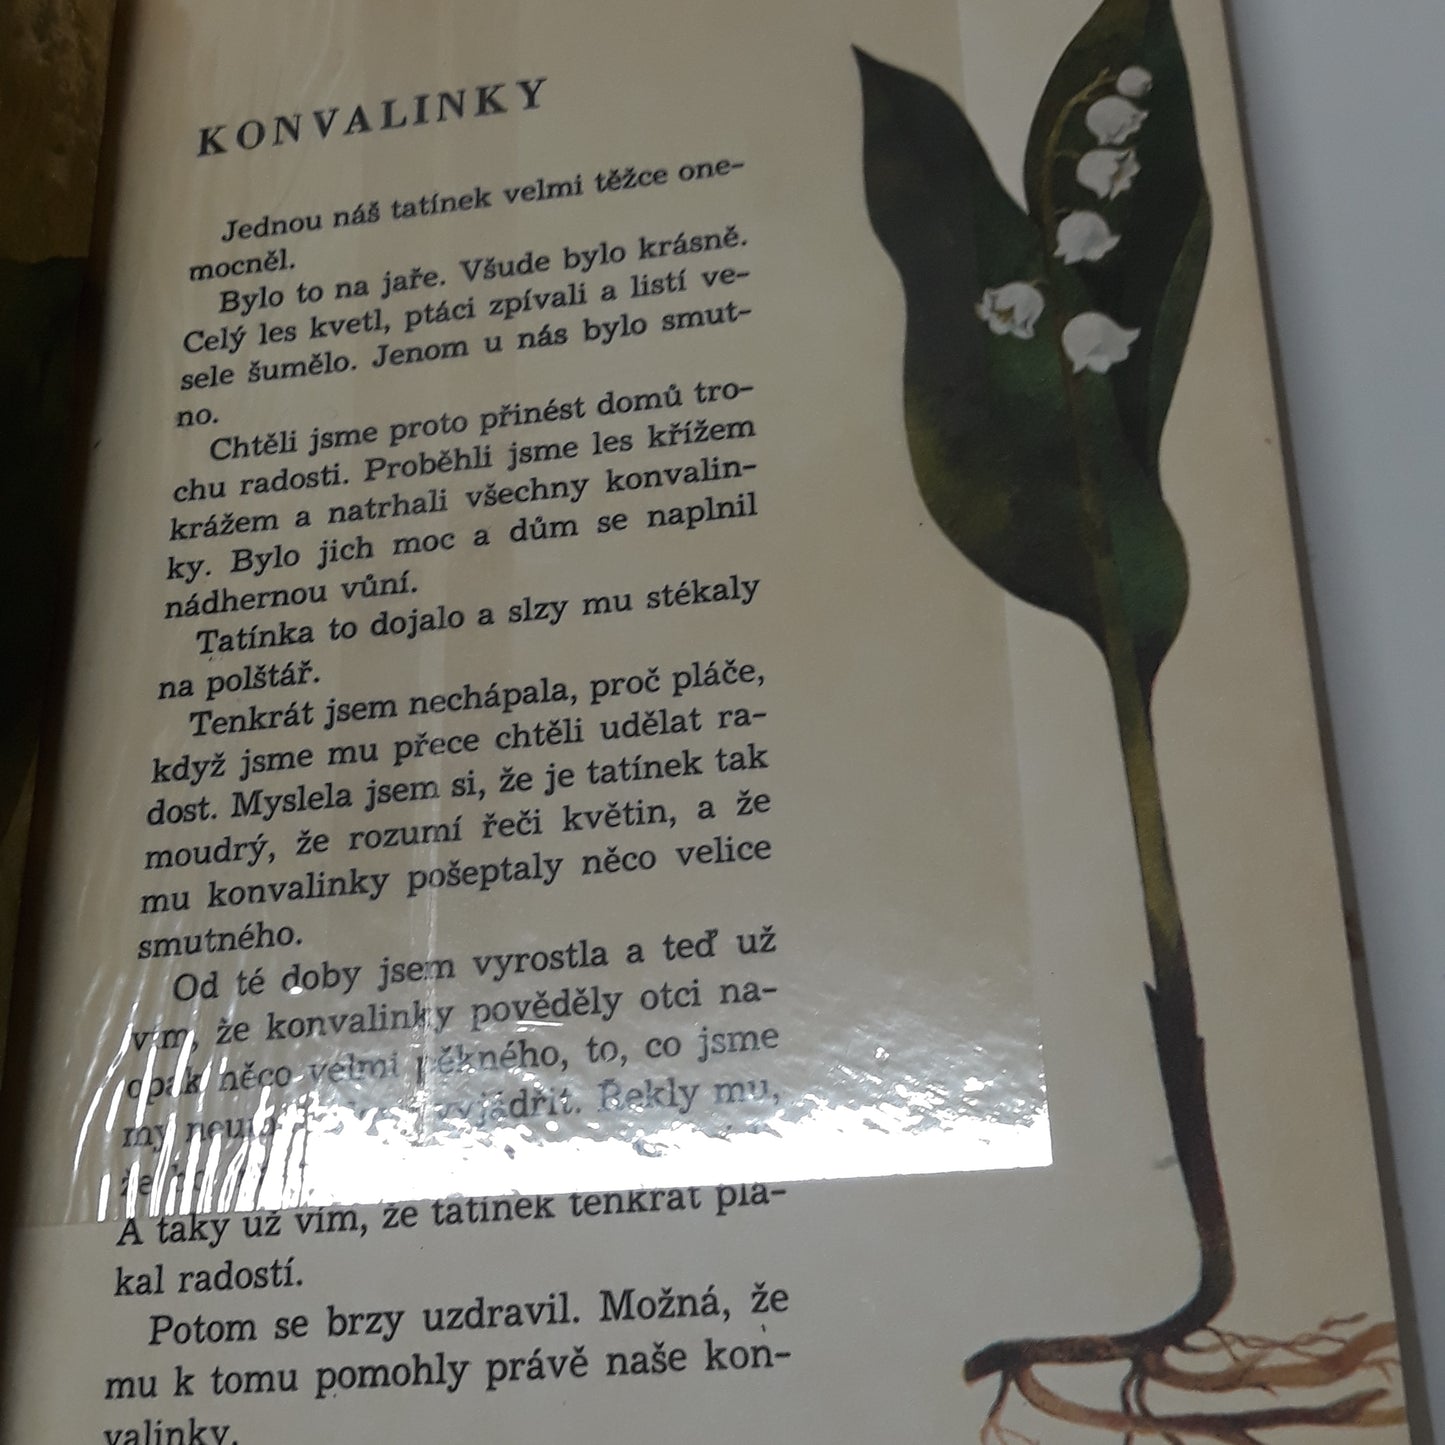 KONVALINKY
Jednou náš tatínek velmi těžce one-
mocněl.
Bylo to na jaře. Všude bylo krásně.
Celý les kvetl, ptáci zpívali a listí ve-
sele šumělo. Jenom u nás bylo smut-
no.
Chtěli jsme proto přinést domů tro-
chu radosti. Proběhli jsme les křížem
krážem a natrhali všechny konvalin-
ky. Bylo jich moc a dům se naplnil
nádhernou vůní.
Tatínka to dojalo a slzy mu stékaly
na polštář.
Tenkrát jsem nechápala, proč pláče,
když jsme mu přece chtěli udělat ra-
dost. Myslela jsem si, že je tatínek tak
moudrý, že rozumí řeči květin, a že
mu konvalinky pošeptaly něco velice
smutného.
Od té doby jsem vyrostla a teď už
vím, že konvalinky pověděly otci na-
opak něco velmi pěkného, to, co jsme
my vyjádřit. Řekly mu,
že
A taky už vím, že tatínek tenkrát pla-
kal radostí.
Potom se brzy uzdravil. Možná, že
mu k tomu pomohly právě naše kon-
valinky.